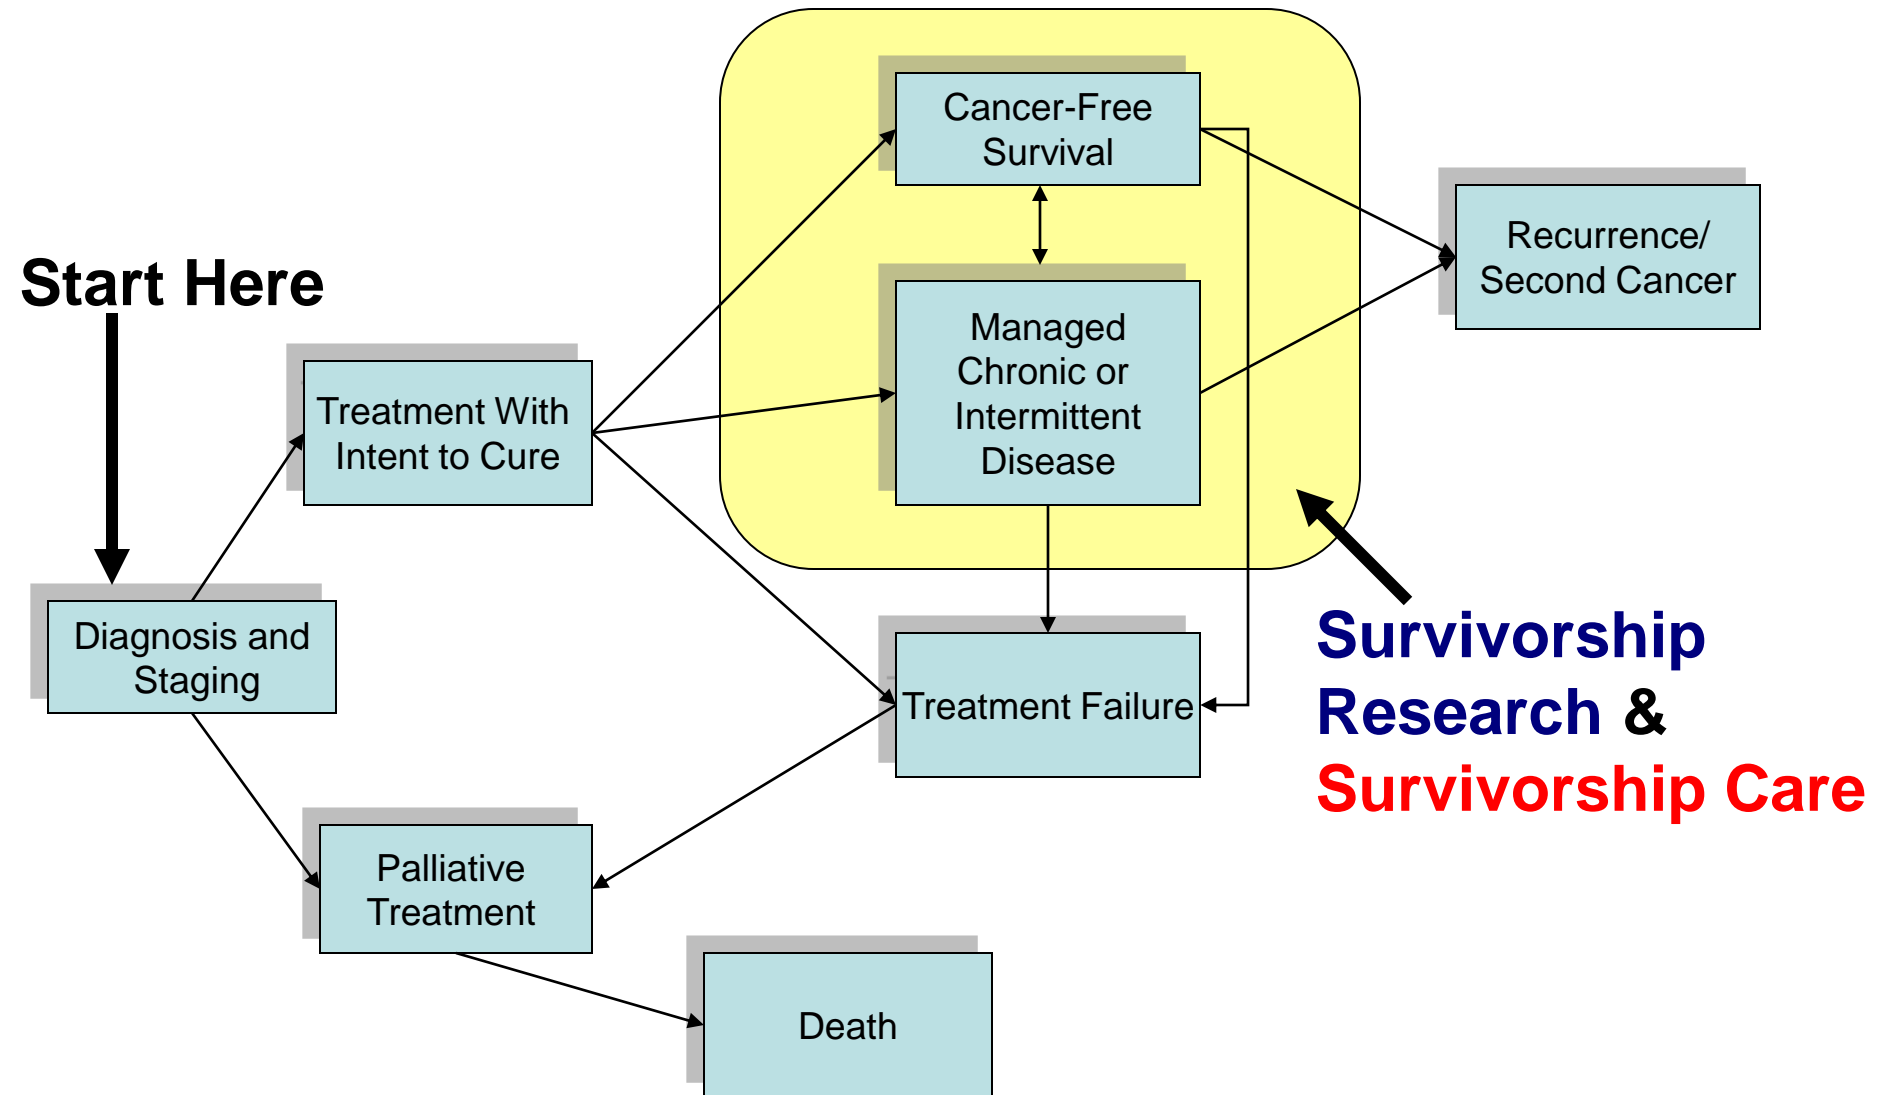 Cancer-Free
Survival
Recurrence/
Second Cancer
Start Here
Managed
Chronic or
Intermittent
Disease
Treatment With
Intent to Cure
Diagnosis and
Staging
Treatment Failure
Survivorship
Research &
Survivorship Care
Palliative
Treatment
Death